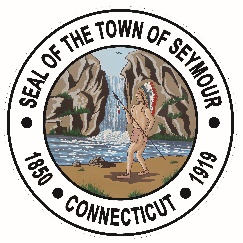 SEAL OF THE TOWN OF SEYMOUR
1850 • CONNECTICUT • 1919